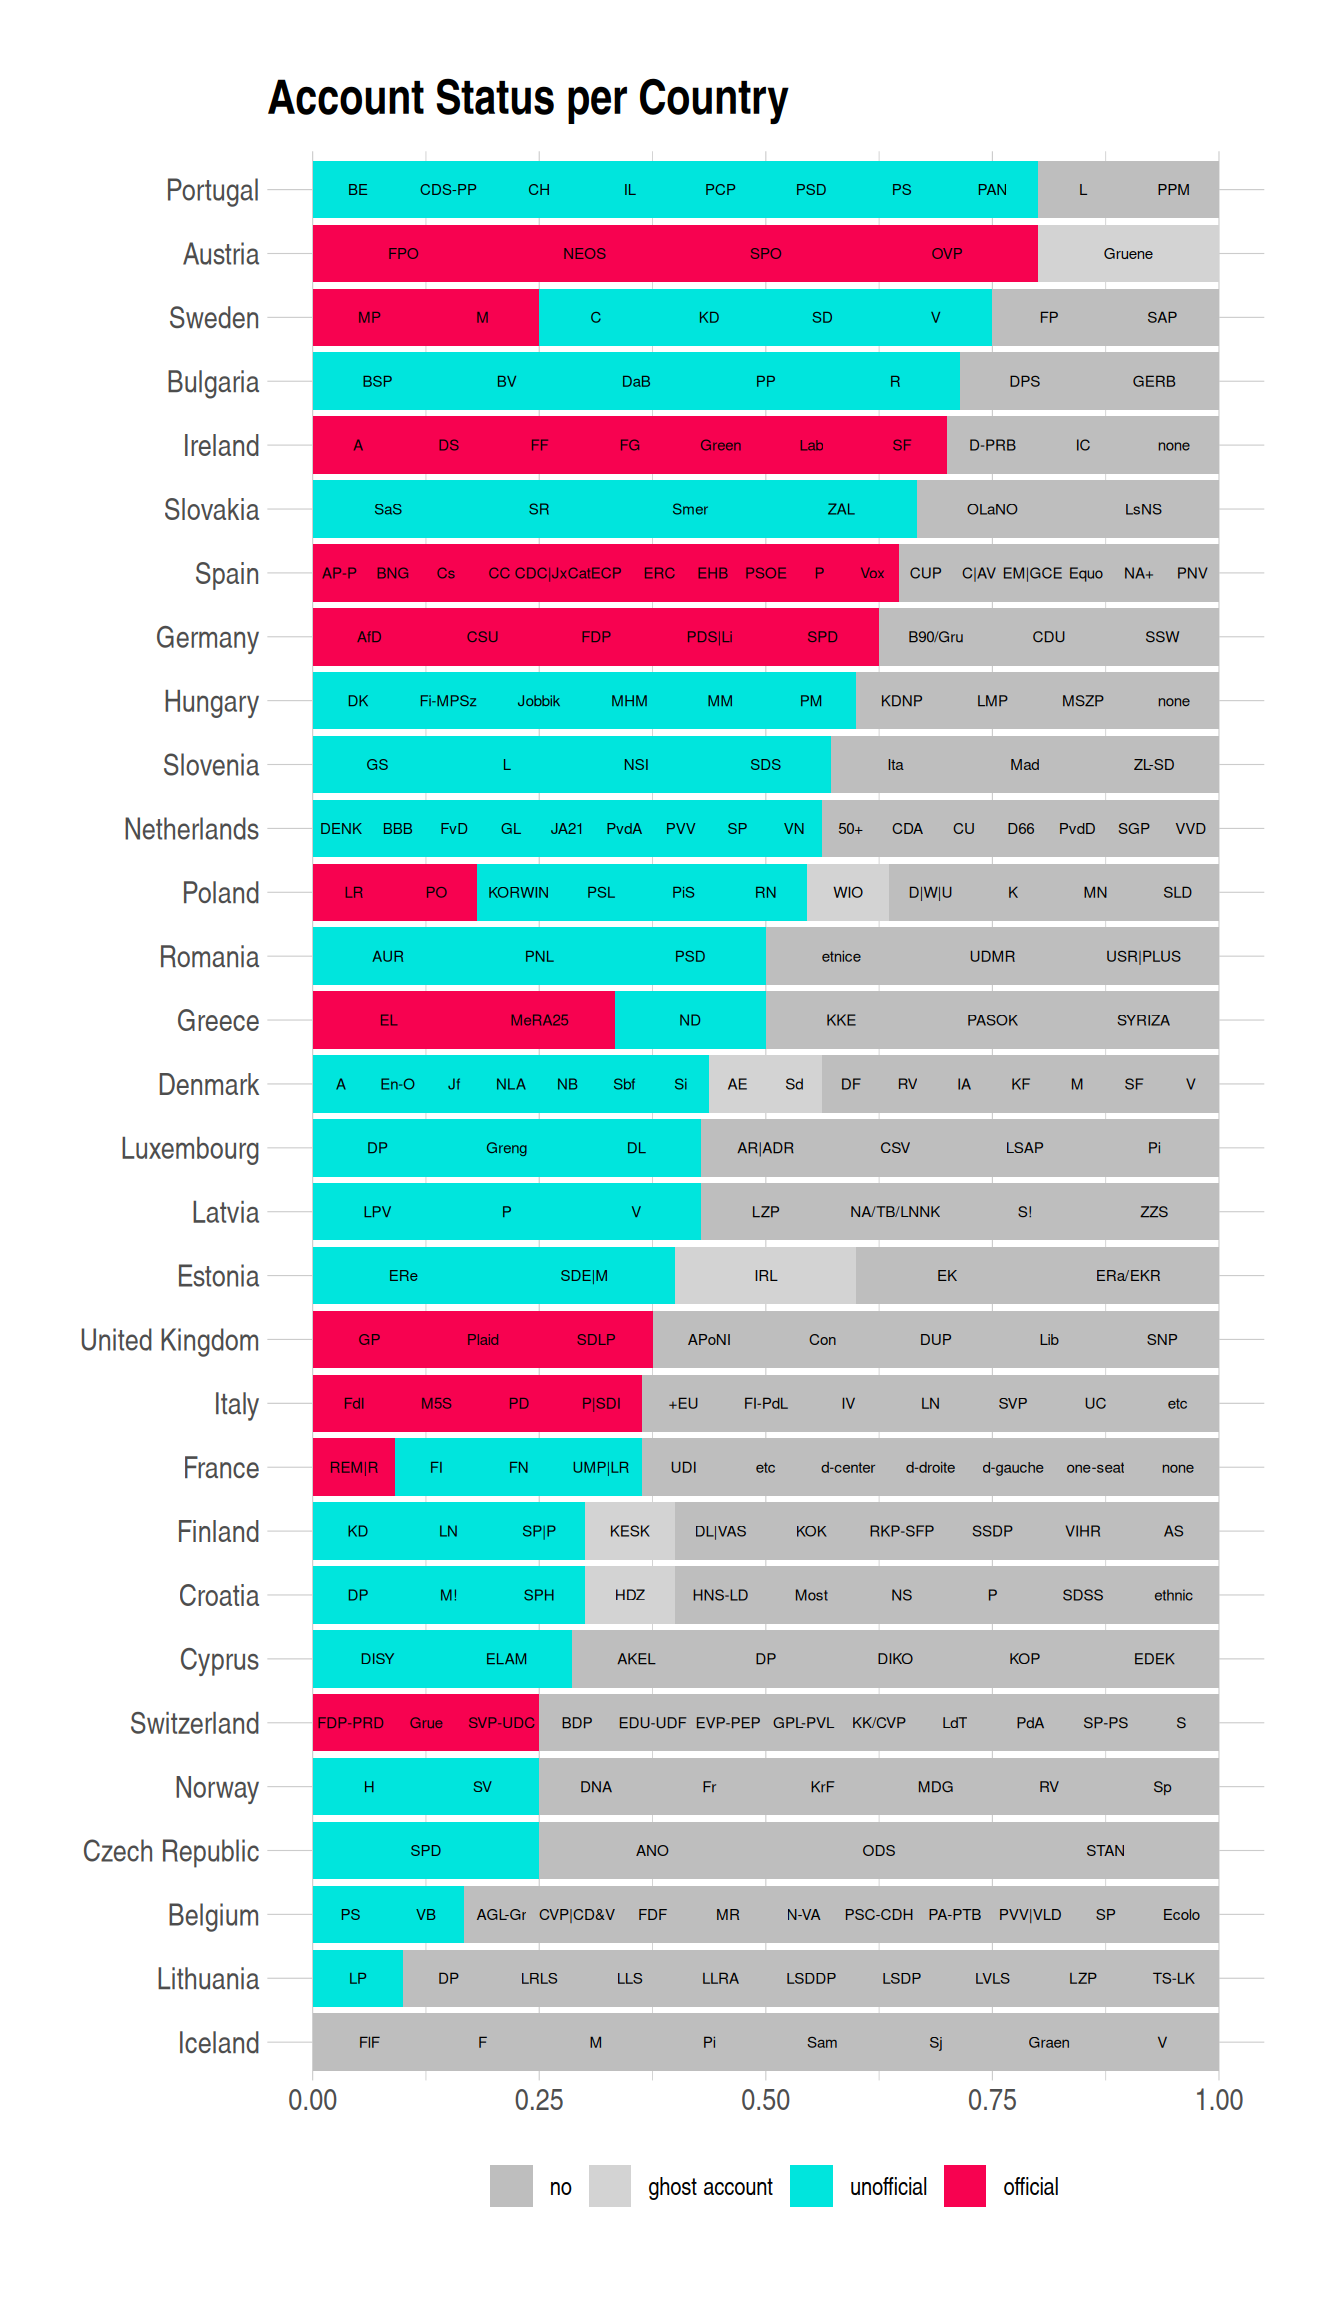 Account Status per Country
Portugal BE CDS-PP CH IL PCP PSD PS PAN L PPM
Austria FPO NEOS SPO OVP Gruene
Sweden MP M C KD SD V FP SAP
Bulgaria BSP BV DaB PP R DPS GERB
Ireland A DS FF FG Green Lab SF D-PRB IC none
Slovakia SaS SR Smer ZAL OLaNO LsNS
Spain AP-P BNG Cs CC CDC|JxCat ECP ERC EHB PSOE P Vox CUP C|AV EM|GCE Equo NA+ PNV
Germany AfD CSU FDP PDS|Li SPD B90/Gru CDU SSW
Hungary DK Fi-MPSz Jobbik MHM MM PM KDNP LMP MSZP none
Slovenia GS L NSI SDS Ita Mad ZL-SD
Netherlands DENK BBB FvD GL JA21 PvdA PVV SP VN 50+ CDA CU D66 PvdD SGP VVD
Poland LR PO KORWIN PSL PiS RN WIO D|W|U K MN SLD
Romania AUR PNL PSD etnice UDMR USR|PLUS
Greece EL MeRA25 ND KKE PASOK SYRIZA
Denmark A En-O Jf NLA NB Sbf Si AE Sd DF RV IA KF M SF V
Luxembourg DP Greng DL AR|ADR CSV LSAP Pi
Latvia LPV P V LZP NA/TB/LNNK S! ZZS
Estonia ERe SDE|M IRL EK ERa/EKR
United Kingdom GP Plaid SDLP APoNI Con DUP Lib SNP
Italy FdI M5S PD P|SDI +EU FI-PdL IV LN SVP UC etc
France REM|R FI FN UMP|LR UDI etc d-center d-droite d-gauche one-seat none
Finland KD LN SP|P KESK DL|VAS KOK RKP-SFP SSDP VIHR AS
Croatia DP M! SPH HDZ HNS-LD Most NS P SDSS ethnic
Cyprus DISY ELAM AKEL DP DIKO KOP EDEK
Switzerland FDP-PRD Grue SVP-UDC BDP EDU-UDF EVP-PEP GPL-PVL KK/CVP LdT PdA SP-PS S
Norway H SV DNA Fr KrF MDG RV Sp
Czech Republic SPD ANO ODS STAN
Belgium PS VB AGL-Gr CVP|CD&V FDF MR N-VA PSC-CDH PA-PTB PVV|VLD SP Ecolo
Lithuania LP DP LRLS LLS LLRA LSDDP LSDP LVLS LZP TS-LK
Iceland FlF F M Pi Sam Sj Graen V
0.00 0.25 0.50 0.75 1.00
no ghost account unofficial official